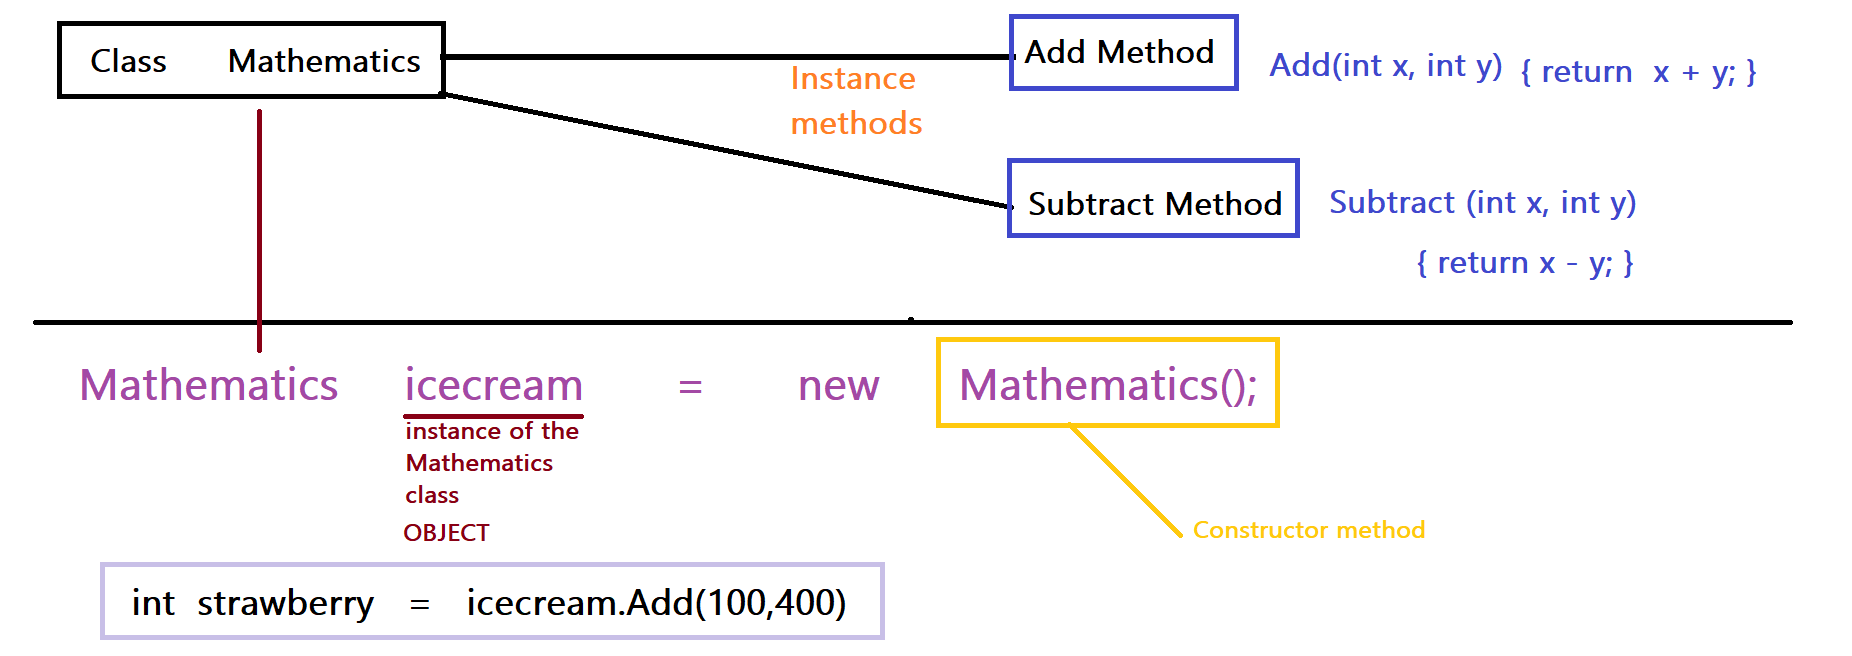 Class Mathematics
Instance
methods
Add Method
Add(int x, int y) { return x + y; }
Subtract Method
Subtract (int x, int y)
{ return x - y; }
Mathematics icecream = new Mathematics();
instance of the
Mathematics
class
OBJECT
Constructor method
int strawberry = icecream.Add(100,400)